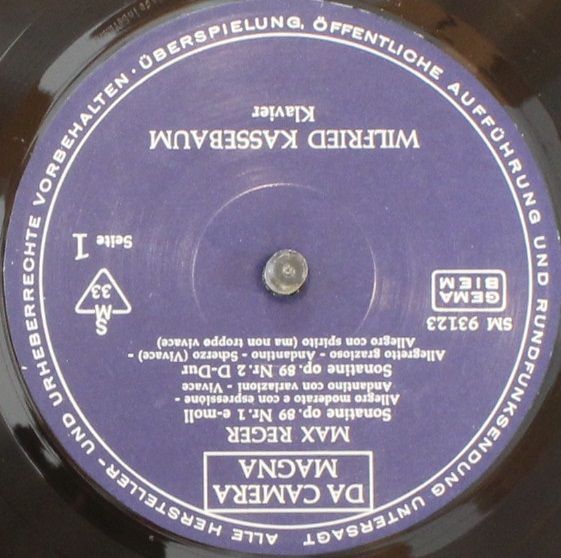 DA CAMERA
MAGNA
MAX REGER
Sonatine op. 89 Nr. 1 e-moll
Allegro moderato e con espressione -
Andantino con variazioni - Vivace
Sonatine op. 89 Nr. 2 D-Dur
Allegretto grazioso - Andantino - Scherzo (Vivace) -
Allegro con spirito (ma non troppo vivace)
SM 93123
GEMA
BIEM
S M
33
Seite 1
WILFRIED KASSEBAUM
Klavier
ALLE HERSTELLER- UND URHEBERRECHTE VORBEHALTEN · ÜBERSPIELUNG, ÖFFENTLICHE AUFFÜHRUNG UND RUNDFUNKSENDUNG UNTERSAGT